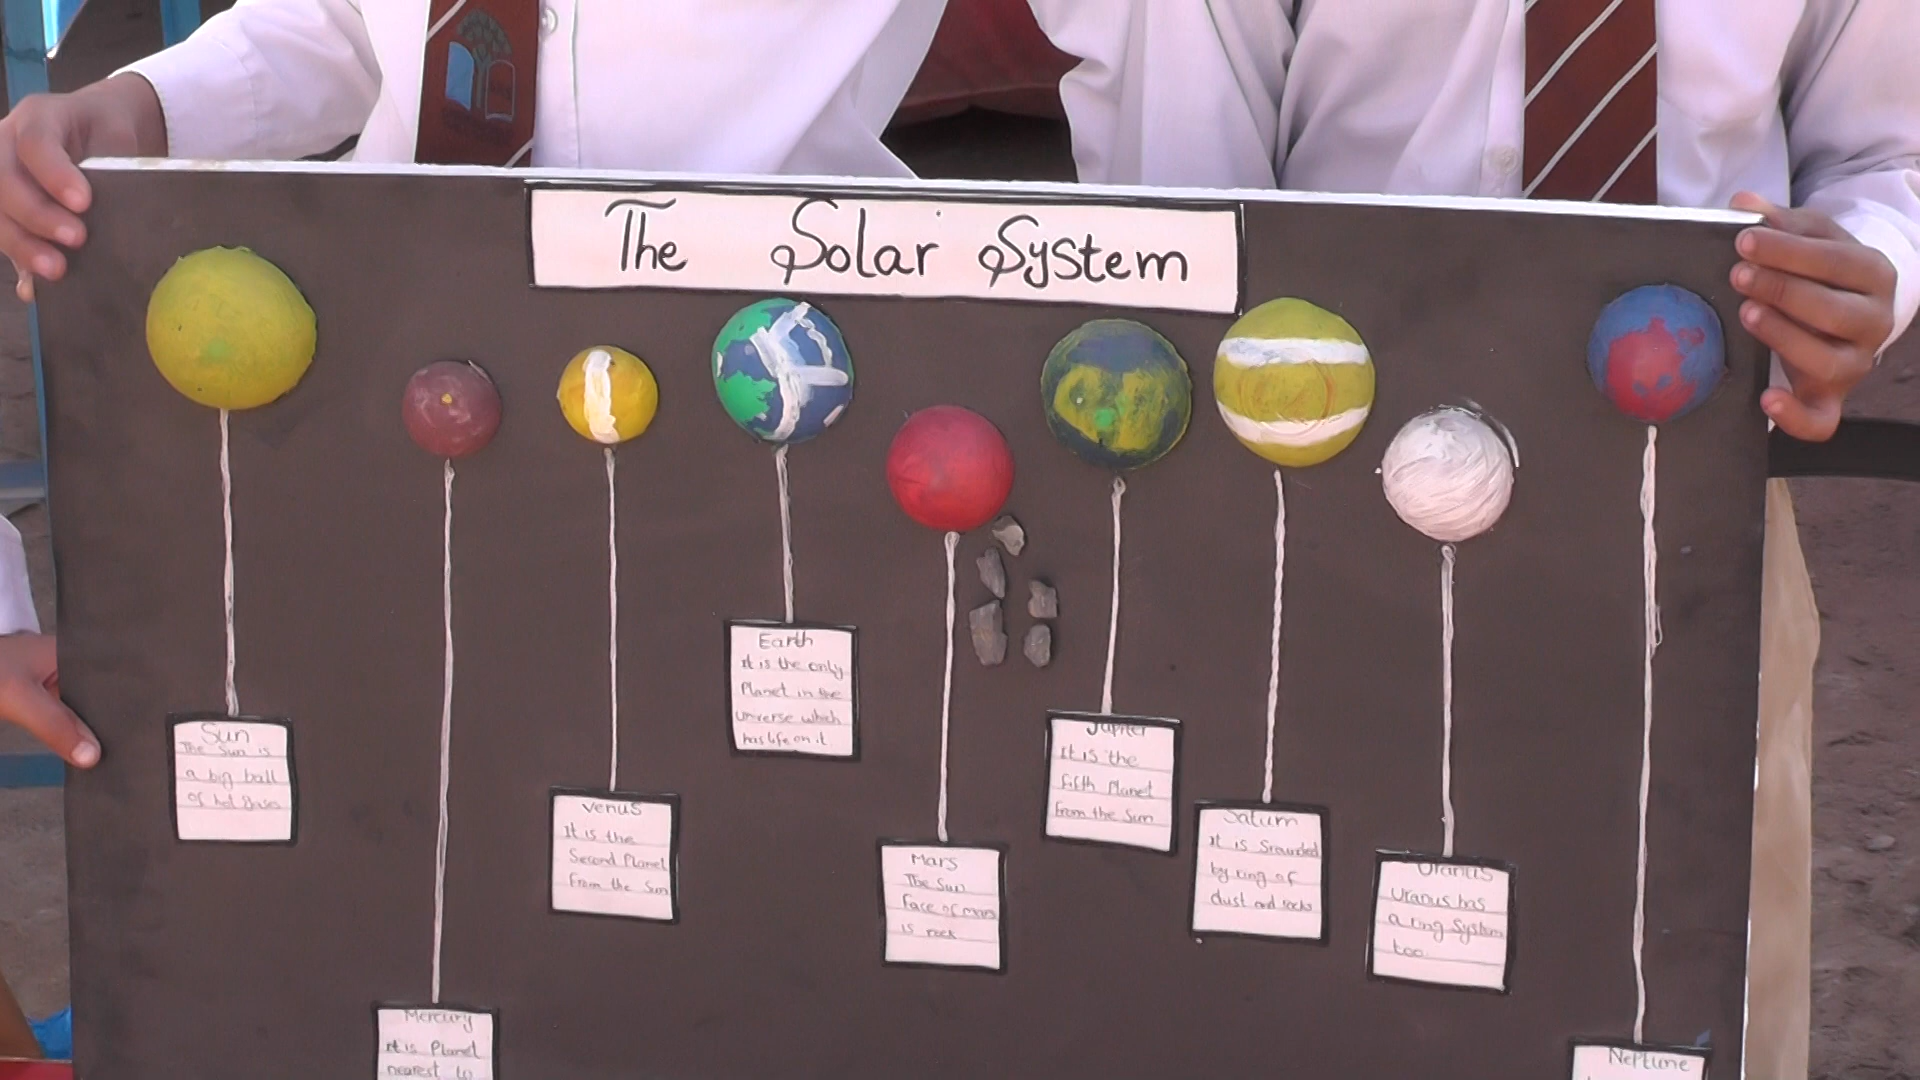 The Solar System
Sun
The Sun is
a big ball
of hot gases
Mercury
it is Planet
nearest to
Venus
It is the
Second Planet
From the Sun
Earth
It is the only
Planet in the
universe which
has life on it.
Mars
The Sur
face of mars
is rock
Jupiter
It is the
fifth Planet
From the Sun
Saturn
It is Srounded
by ring of
dust and rocks
Uranus
Uranus has
a ring System
too.
Neptune